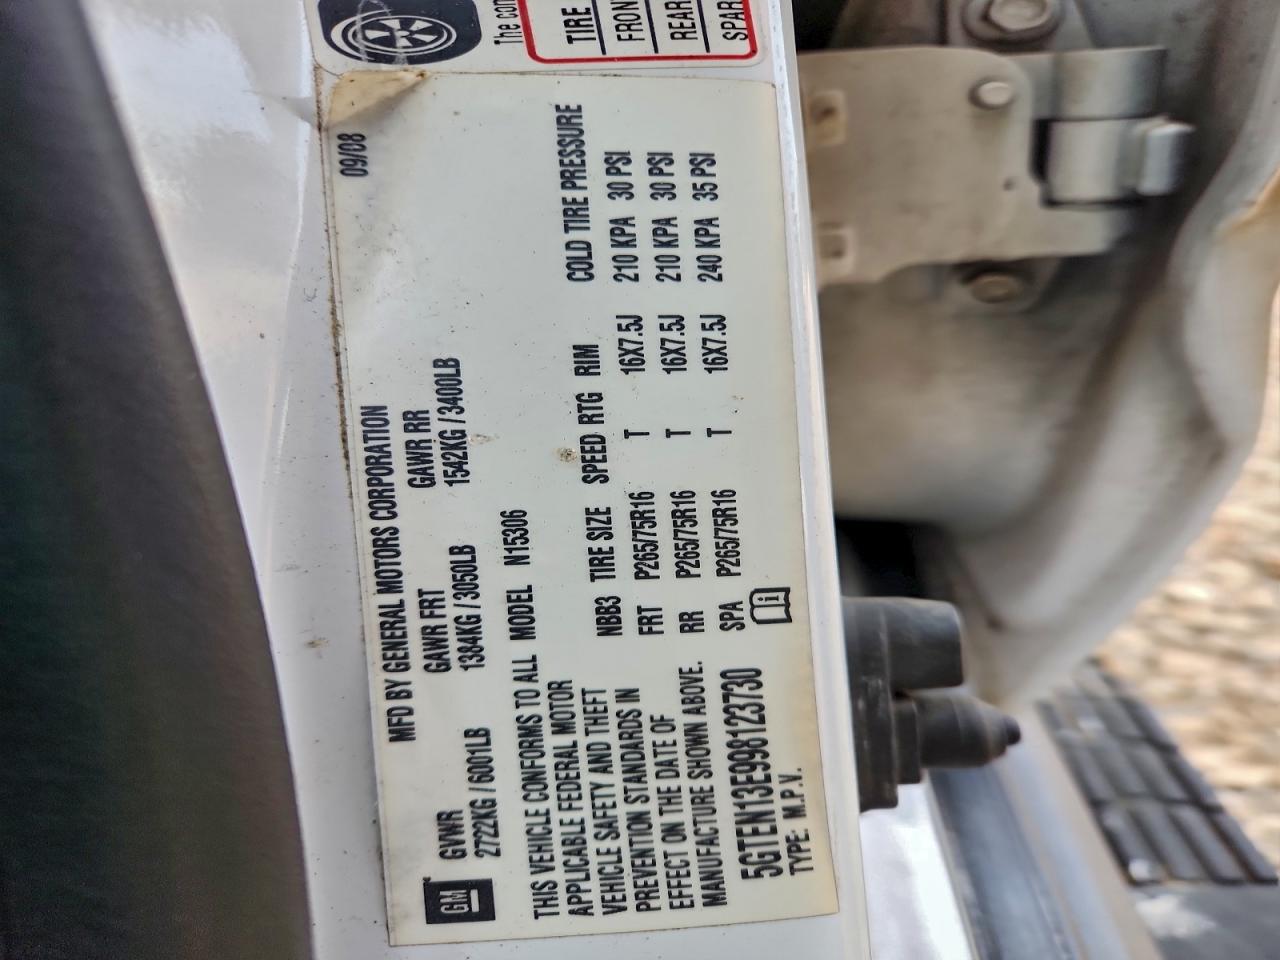 The con
TIRE
FRON
REAR
SPAR
09/08
MFD BY GENERAL MOTORS CORPORATION
GM
GVWR GAWR FRT GAWR RR
2722KG / 6001LB 1384KG / 3050LB 1542KG / 3400LB
THIS VEHICLE CONFORMS TO ALL
APPLICABLE FEDERAL MOTOR
VEHICLE SAFETY AND THEFT
PREVENTION STANDARDS IN
EFFECT ON THE DATE OF
MANUFACTURE SHOWN ABOVE.
5GTEN13E998123730
TYPE: M.P.V.
MODEL N15306
NBB3 TIRE SIZE SPEED RTG RIM COLD TIRE PRESSURE
FRT P265/75R16 T 16X7.5J 210 KPA 30 PSI
RR P265/75R16 T 16X7.5J 210 KPA 30 PSI
SPA P265/75R16 T 16X7.5J 240 KPA 35 PSI